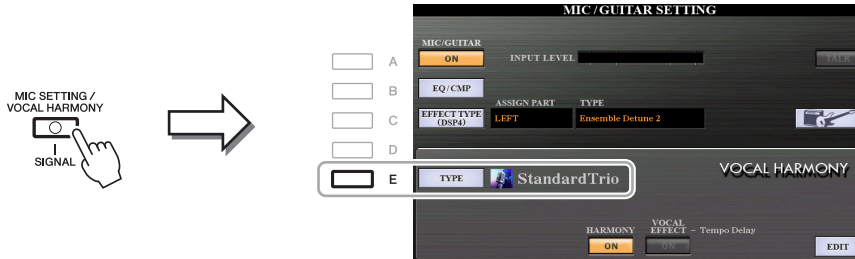 MIC SETTING /
VOCAL HARMONY
SIGNAL
A
B
C
D
E
MIC/GUITAR SETTING
MIC/GUITAR
ON
INPUT LEVEL
TALK
EQ/CMP
ASSIGN PART
TYPE
EFFECT TYPE
(DSP4)
LEFT
Ensemble Detune 2
VOCAL HARMONY
TYPE
StandardTrio
HARMONY
ON
VOCAL
EFFECT – Tempo Delay
ON
EDIT